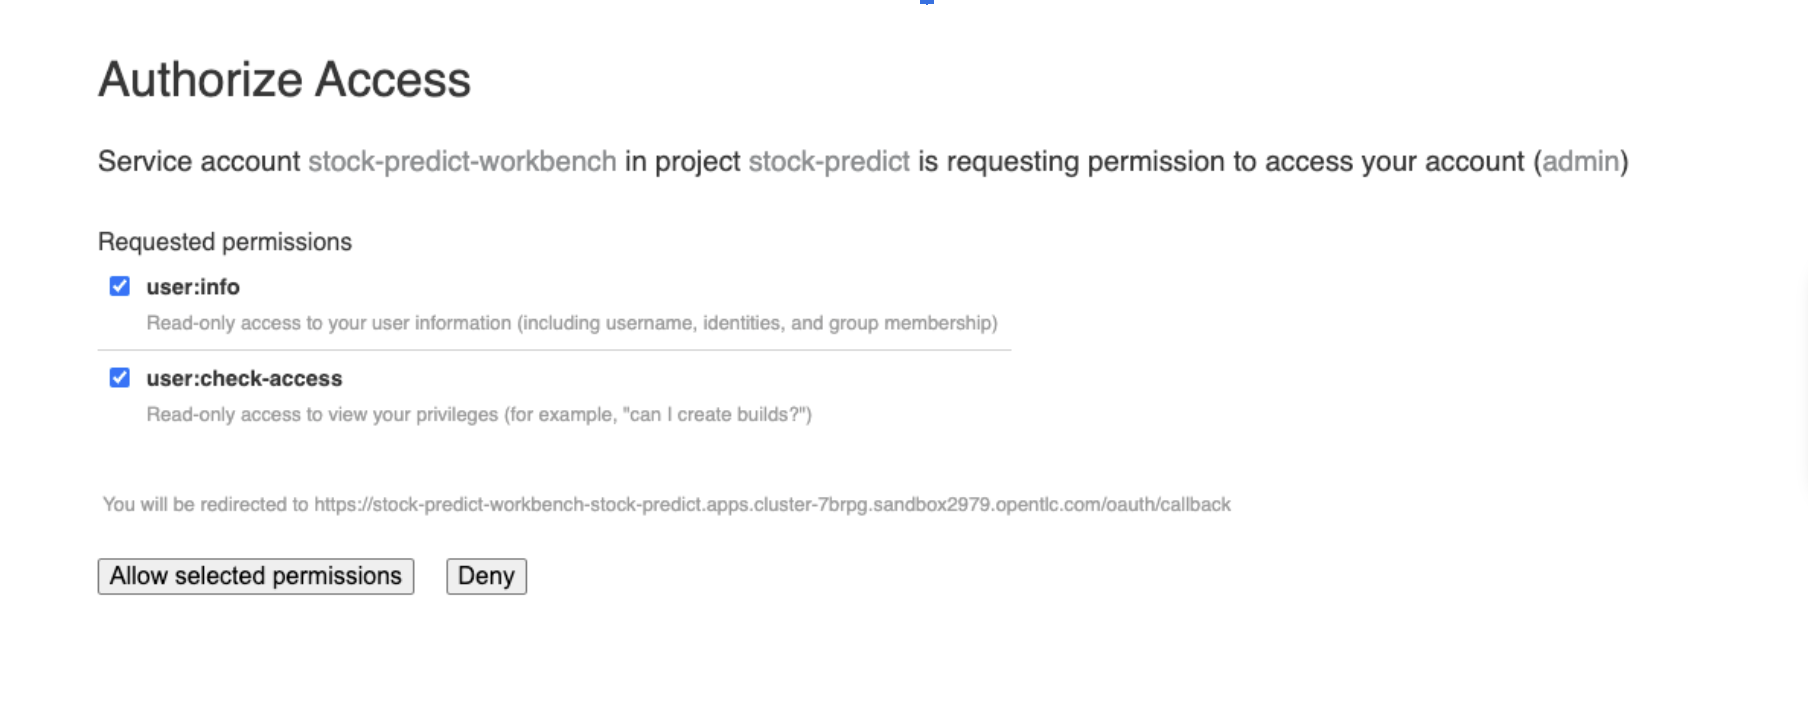 Authorize Access
Service account stock-predict-workbench in project stock-predict is requesting permission to access your account (admin)
Requested permissions
user:info
Read-only access to your user information (including username, identities, and group membership)
user:check-access
Read-only access to view your privileges (for example, "can I create builds?")
You will be redirected to https://stock-predict-workbench-stock-predict.apps.cluster-7brpg.sandbox2979.opentlc.com/oauth/callback
Allow selected permissions Deny